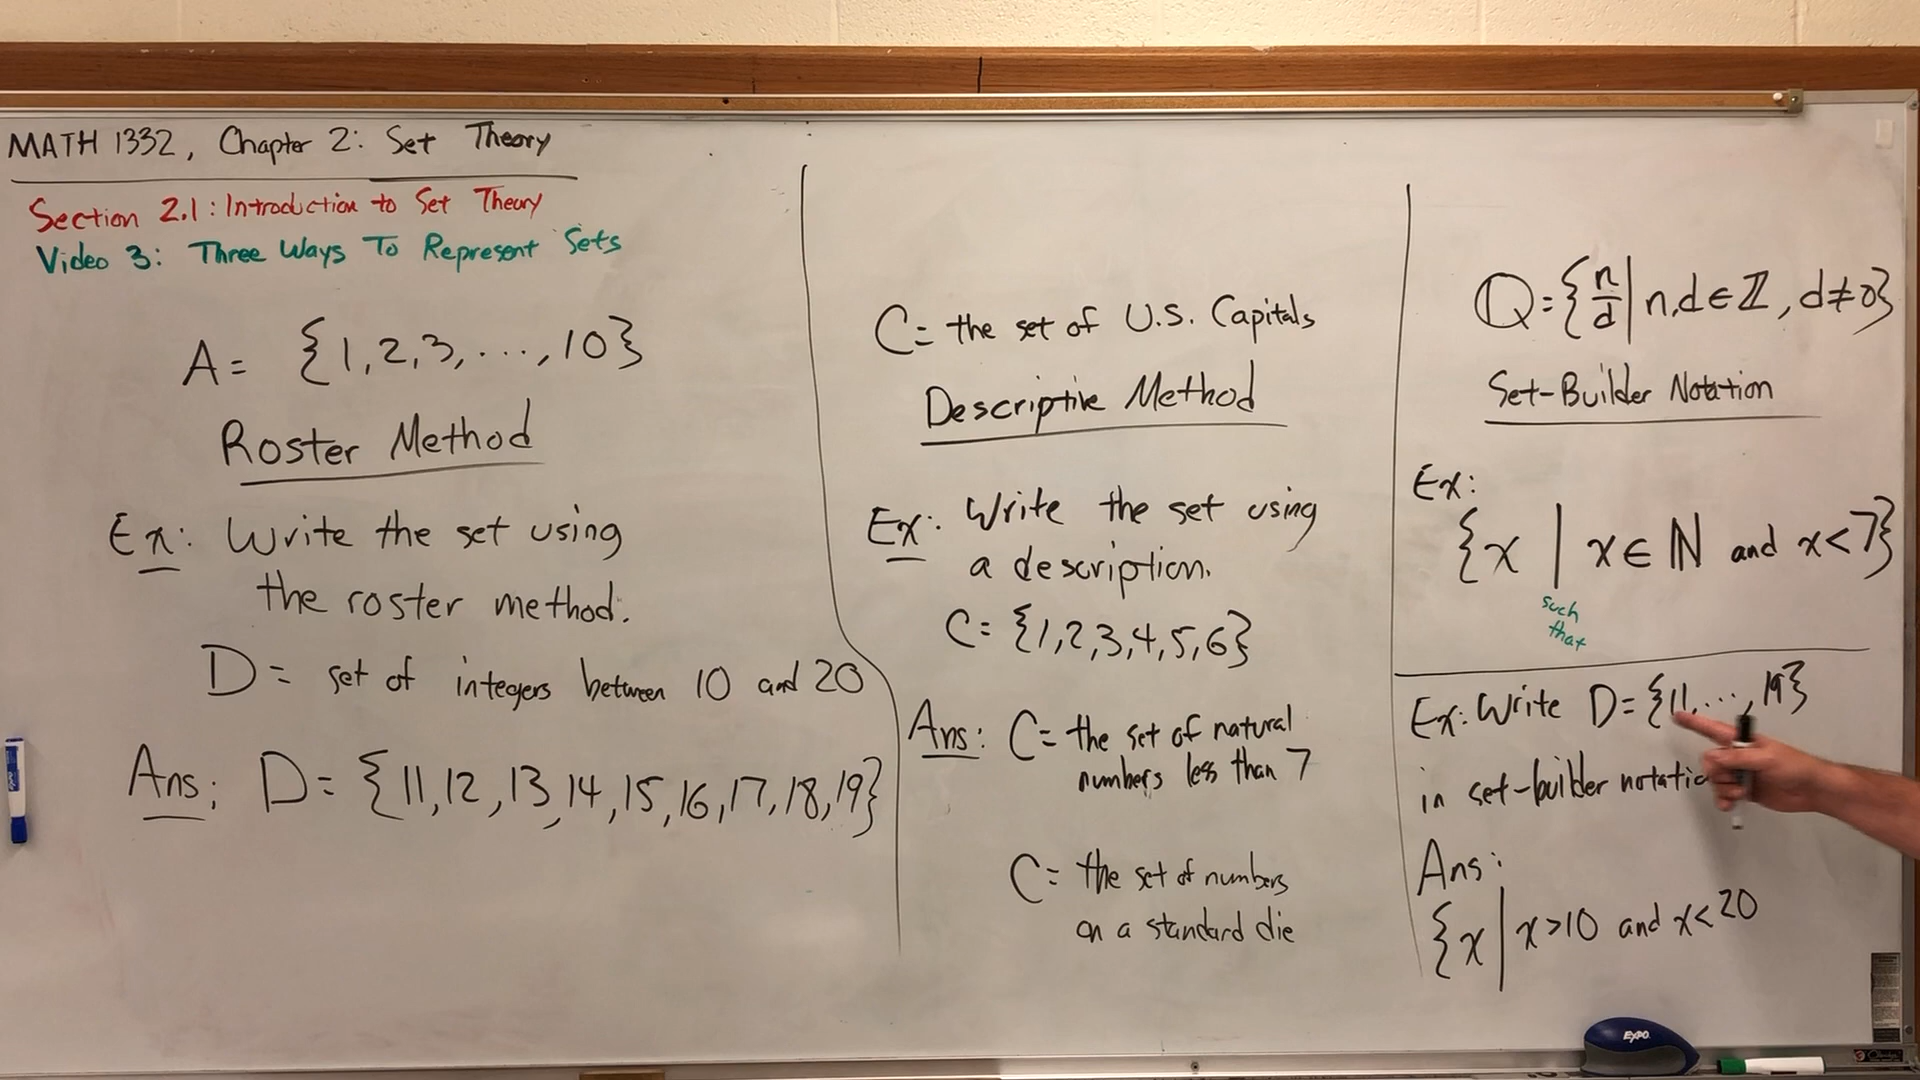 MATH 1332, Chapter 2: Set Theory
Section 2.1: Introduction to Set Theory
Video 3: Three Ways To Represent Sets
A = {1,2,3,...,10}
Roster Method
Ex: Write the set using
the roster method.
D = set of integers between 10 and 20
Ans: D = {11,12,13,14,15,16,17,18,19}
C = the set of U.S. Capitals
Descriptive Method
Ex: Write the set using
a description.
C = {1,2,3,4,5,6}
Ans: C = the set of natural
numbers less than 7
C = the set of numbers
on a standard die
ℚ = {n/d | n,d ∈ ℤ, d ≠ 0}
Set-Builder Notation
Ex:
{x | x ∈ ℕ and x < 7}
such
that
Ex: Write D = {11,...,19}
in set-builder
Ans:
{x | x > 10 and x < 20
EXPO